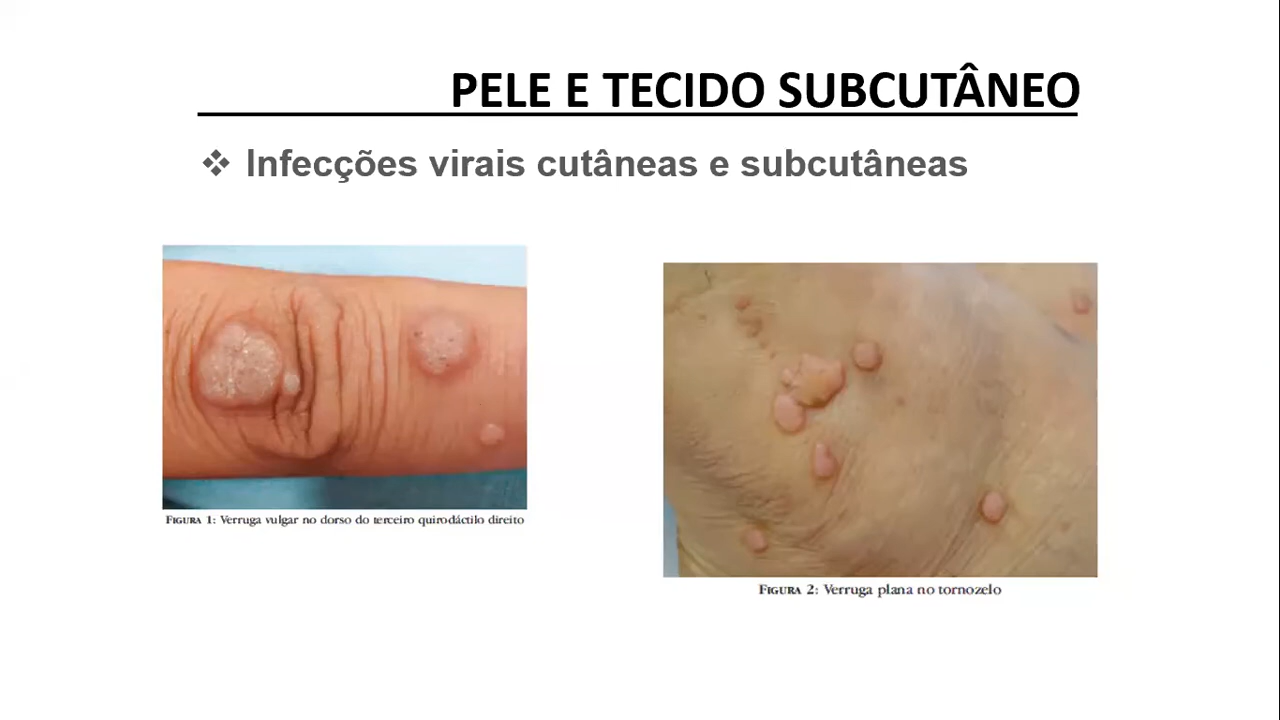 PELE E TECIDO SUBCUTÂNEO
❖ Infecções virais cutâneas e subcutâneas
FIGURA 1: Verruga vulgar no dorso do terceiro quirodáctilo direito
FIGURA 2: Verruga plana no tornozelo